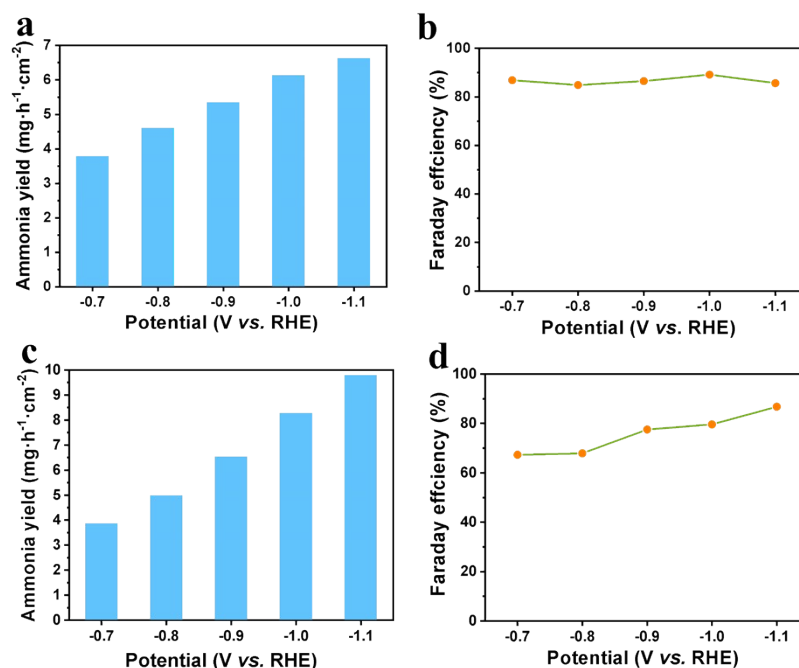 a
Ammonia yield (mg·h⁻¹·cm⁻²)
7
6
5
4
3
2
1
0
-0.7 -0.8 -0.9 -1.0 -1.1
Potential (V vs. RHE)
b
Faraday effciency (%)
100
80
60
40
20
0
-0.7 -0.8 -0.9 -1.0 -1.1
Potential (V vs. RHE)
c
Ammonia yield (mg·h⁻¹·cm⁻²)
10
9
8
7
6
5
4
3
2
1
0
-0.7 -0.8 -0.9 -1.0 -1.1
Potential (V vs. RHE)
d
Faraday effciency (%)
100
80
60
40
20
0
-0.7 -0.8 -0.9 -1.0 -1.1
Potential (V vs. RHE)